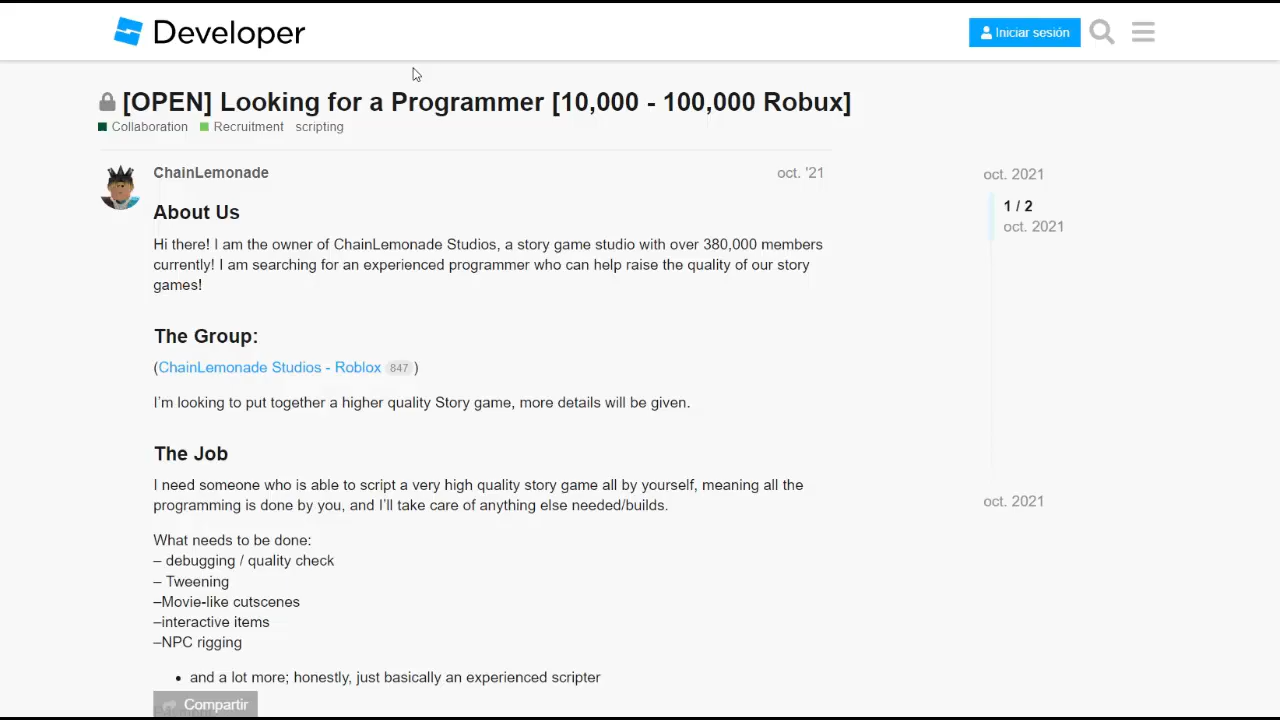 Developer
Iniciar sesión
[OPEN] Looking for a Programmer [10,000 - 100,000 Robux]
Collaboration Recruitment scripting
ChainLemonade oct. '21
oct. 2021
1 / 2
oct. 2021
About Us
Hi there! I am the owner of ChainLemonade Studios, a story game studio with over 380,000 members
currently! I am searching for an experienced programmer who can help raise the quality of our story
games!
The Group:
(ChainLemonade Studios - Roblox 847 )
I'm looking to put together a higher quality Story game, more details will be given.
The Job
I need someone who is able to script a very high quality story game all by yourself, meaning all the
programming is done by you, and I'll take care of anything else needed/builds.
oct. 2021
What needs to be done:
– debugging / quality check
– Tweening
–Movie-like cutscenes
–interactive items
–NPC rigging
• and a lot more; honestly, just basically an experienced scripter
Compartir